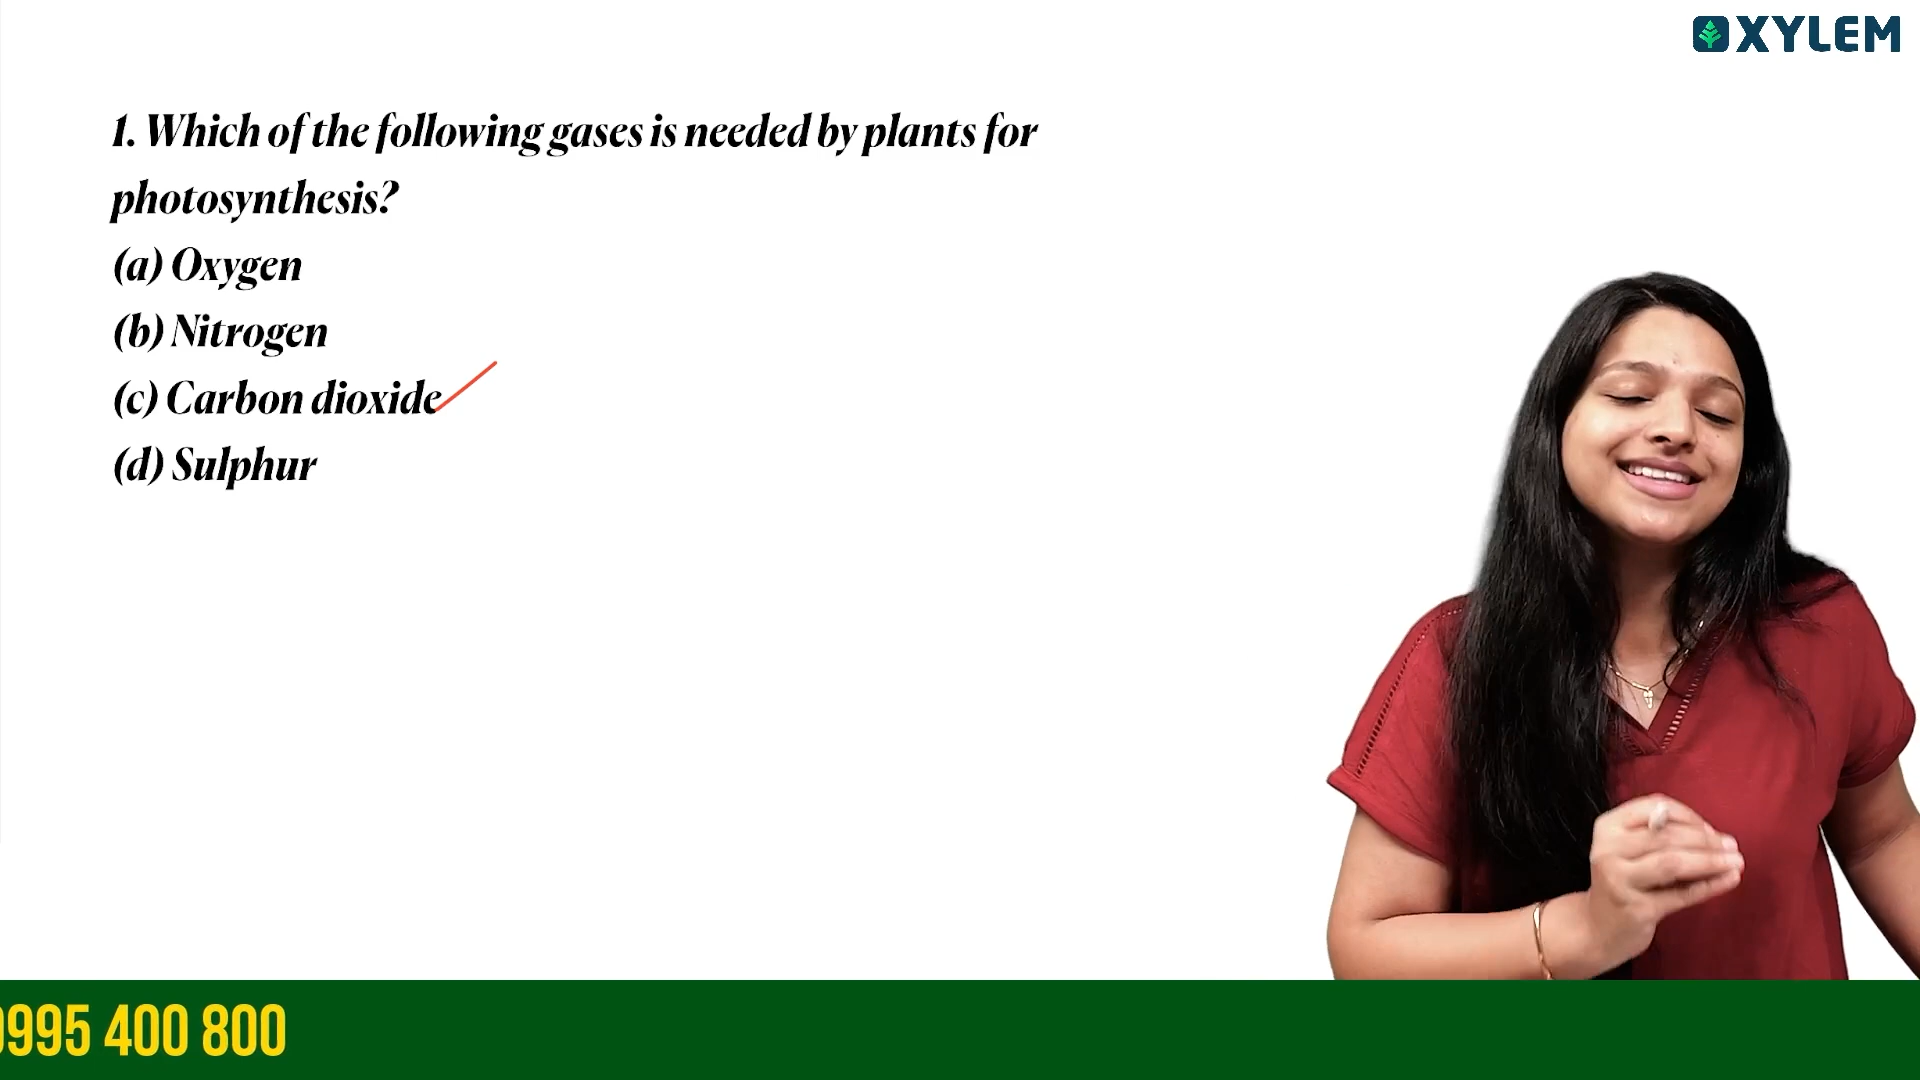 XYLEM
1. Which of the following gases is needed by plants for
photosynthesis?
(a) Oxygen
(b) Nitrogen
(c) Carbon dioxide
(d) Sulphur
995 400 800